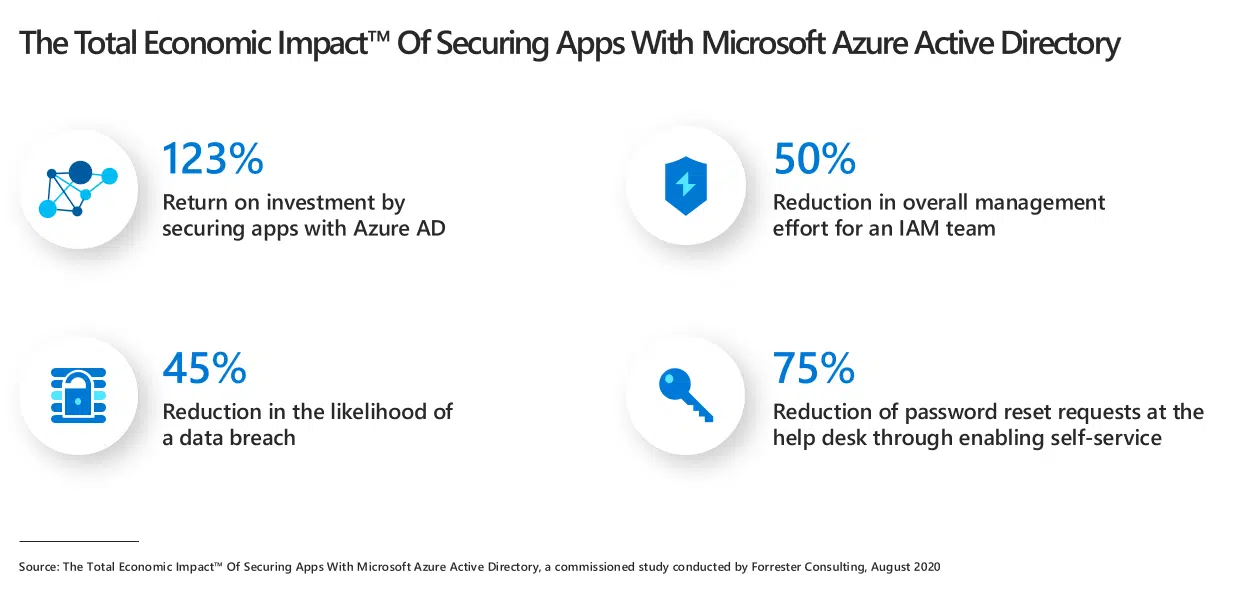 The Total Economic Impact™ Of Securing Apps With Microsoft Azure Active Directory
123%
Return on investment by
securing apps with Azure AD
50%
Reduction in overall management
effort for an IAM team
45%
Reduction in the likelihood of
a data breach
75%
Reduction of password reset requests at the
help desk through enabling self-service
Source: The Total Economic Impact™ Of Securing Apps With Microsoft Azure Active Directory, a commissioned study conducted by Forrester Consulting, August 2020